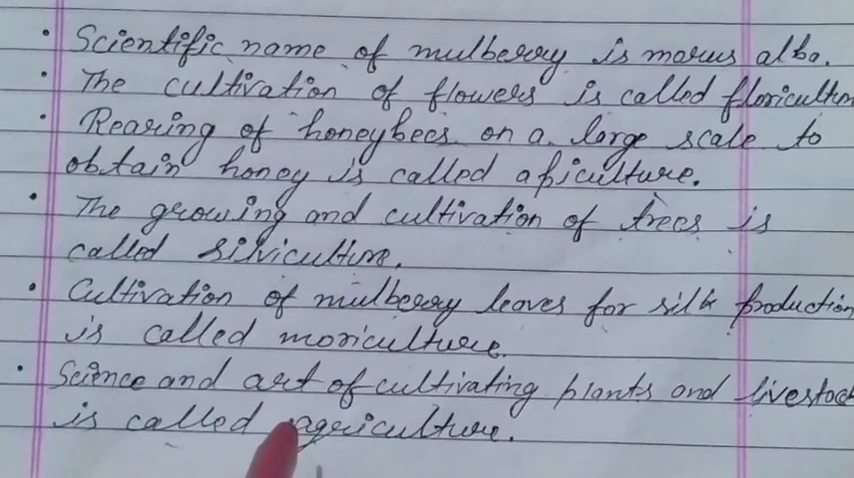 • Scientific name of mulberry is morus alba.
• The cultivation of flowers is called floricultu
• Rearing of honeybees on a large scale to
obtain honey is called apiculture.
• The growing and cultivation of trees is
called silviculture.
• Cultivation of mulberry leaves for silk production
is called moriculture.
• Science and art of cultivating plants and livestoc
is called agriculture.